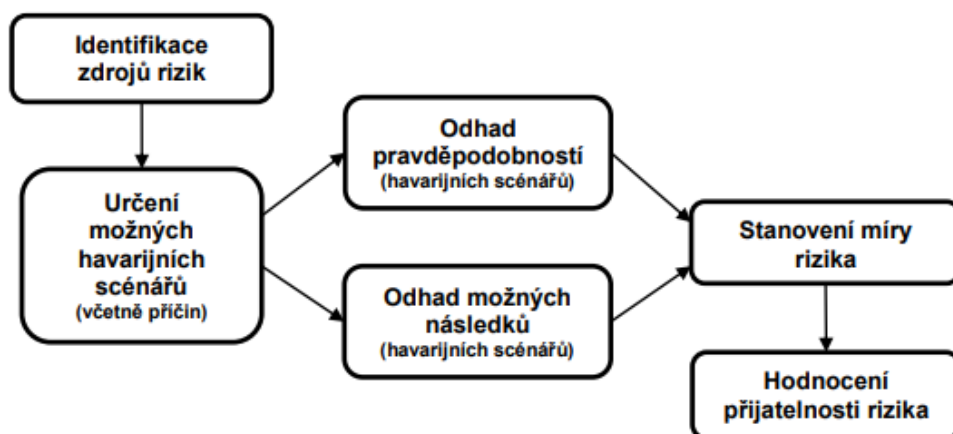 Identifikace
zdrojů rizik
Určení
možných
havarijních
scénářů
(včetně příčin)
Odhad
pravděpodobností
(havarijních scénářů)
Odhad možných
následků
(havarijních scénářů)
Stanovení míry
rizika
Hodnocení
přijatelnosti rizika